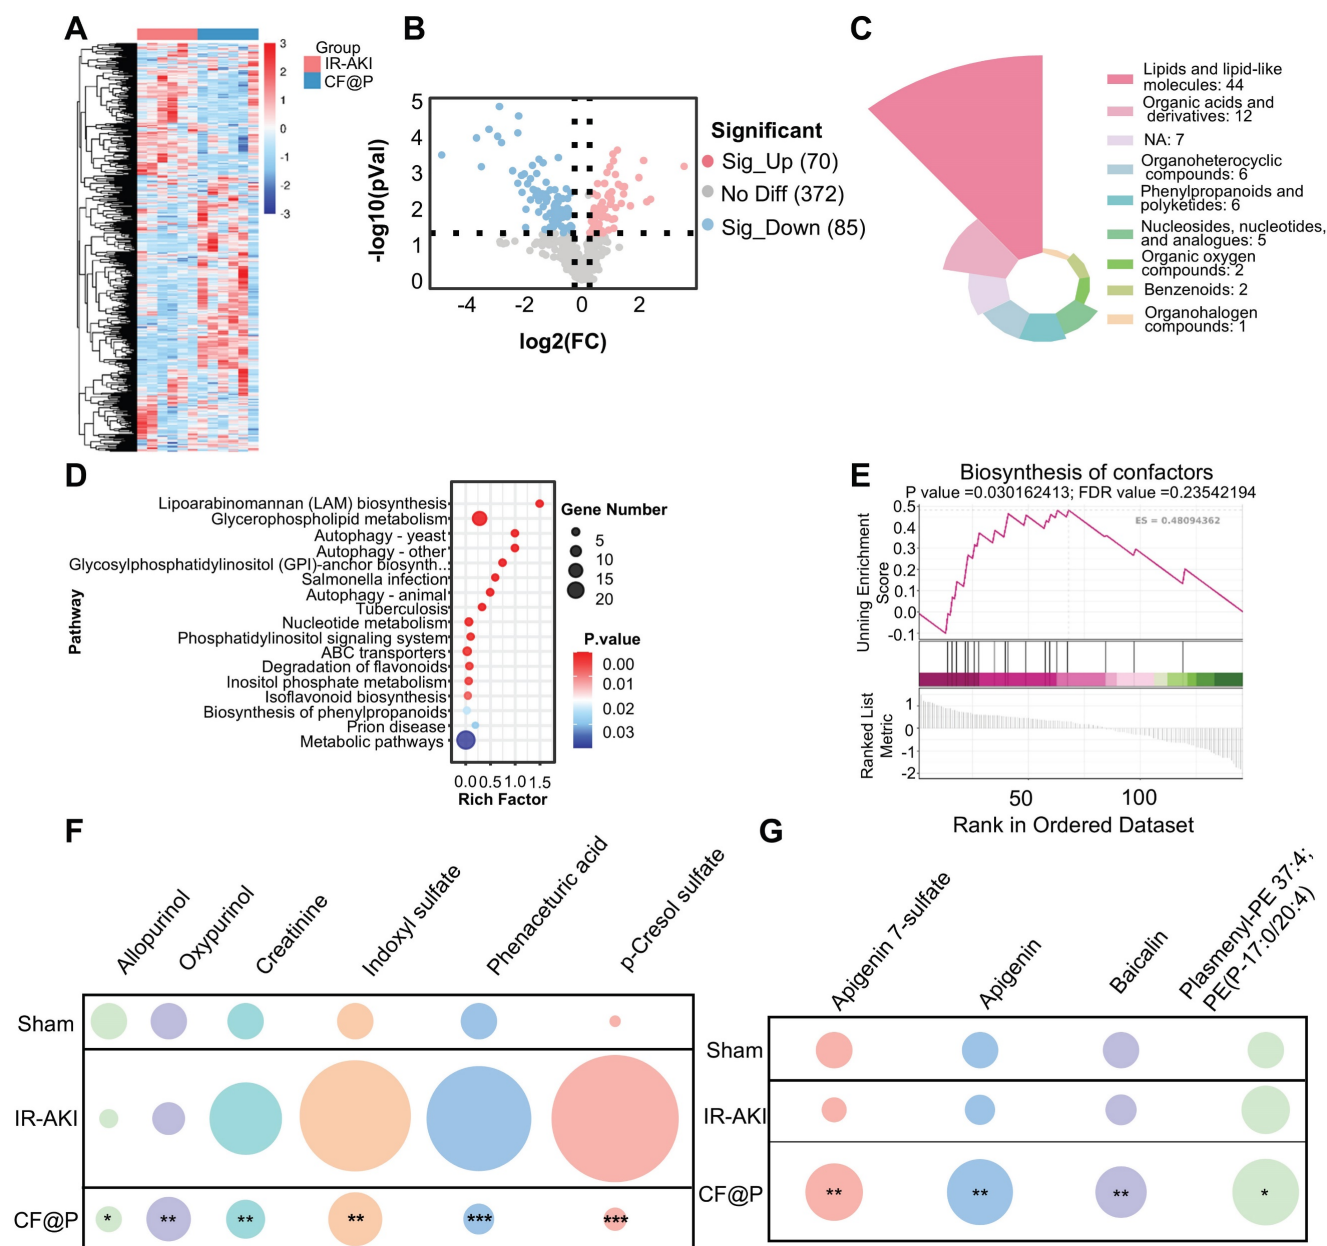 A
Group
IR-AKI
CF@P
3
2
1
0
-1
-2
-3
B
-log10(pVal)
5
4
3
2
1
0
-4
-2
0
2
log2(FC)
Significant
Sig_Up (70)
No Diff (372)
Sig_Down (85)
C
Lipids and lipid-like
molecules: 44
Organic acids and
derivatives: 12
NA: 7
Organoheterocyclic
compounds: 6
Phenylpropanoids and
polyketides: 6
Nucleosides, nucleotides,
and analogues: 5
Organic oxygen
compounds: 2
Benzenoids: 2
Organohalogen
compounds: 1
D
Pathway
Lipoarabinomannan (LAM) biosynthesis
Glycerophospholipid metabolism
Autophagy - yeast
Autophagy - other
Glycosylphosphatidylinositol (GPI)-anchor biosynth..
Salmonella infection
Autophagy - animal
Tuberculosis
Nucleotide metabolism
Phosphatidylinositol signaling system
ABC transporters
Degradation of flavonoids
Inositol phosphate metabolism
Isoflavonoid biosynthesis
Biosynthesis of phenylpropanoids
Prion disease
Metabolic pathways
0.0 0.5 1.0 1.5
Rich Factor
Gene Number
5
10
15
20
P.value
0.00
0.01
0.02
0.03
E
Biosynthesis of confactors
P value =0.030162413; FDR value =0.23542194
ES = 0.48094362
Unning Enrichment
Score
0.5
0.4
0.3
0.2
0.1
0.0
-0.1
Ranked List
Metric
1
0
-1
-2
50
100
Rank in Ordered Dataset
F
Allopurinol
Oxypurinol
Creatinine
Indoxyl sulfate
Phenaceturic acid
p-Cresol sulfate
Sham
IR-AKI
CF@P
*
**
**
**
***
***
G
Apigenin 7-sulfate
Apigenin
Baicalin
Plasmenyl-PE 37:4;
PE(P-17:0/20:4)
Sham
IR-AKI
CF@P
**
**
**
*